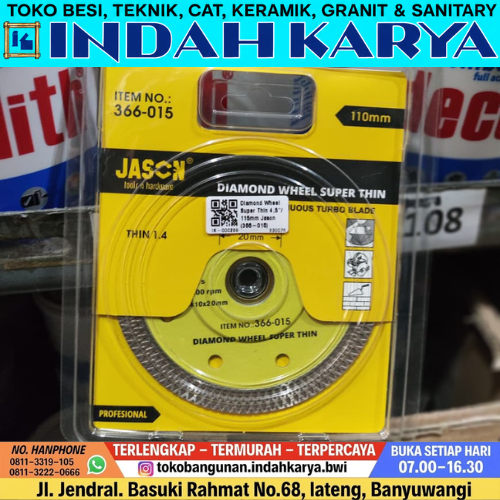 TOKO BESI, TEKNIK, CAT, KERAMIK, GRANIT & SANITARY
INDAH KARYA
ITEM NO.:
366-015
110mm
JASON®
tools & hardware
DIAMOND WHEEL SUPER THIN
UOUS TURBO BLADE
Diamond Wheel
Super Thin 4,5"/
115mm Jason
(366-015)
THIN 1.4
20mm
00 rpm
x10x20mm
108
ITEM NO.:366-015
DIAMOND WHEEL SUPER THIN
PROFESIONAL
NO. HANPHONE
0811-3319-105
0811-3222-0666
TERLENGKAP - TERMURAH - TERPERCAYA
tokobangunan.indahkarya.bwi
BUKA SETIAP HARI
07.00-16.30
Jl. Jendral. Basuki Rahmat No.68, lateng, Banyuwangi